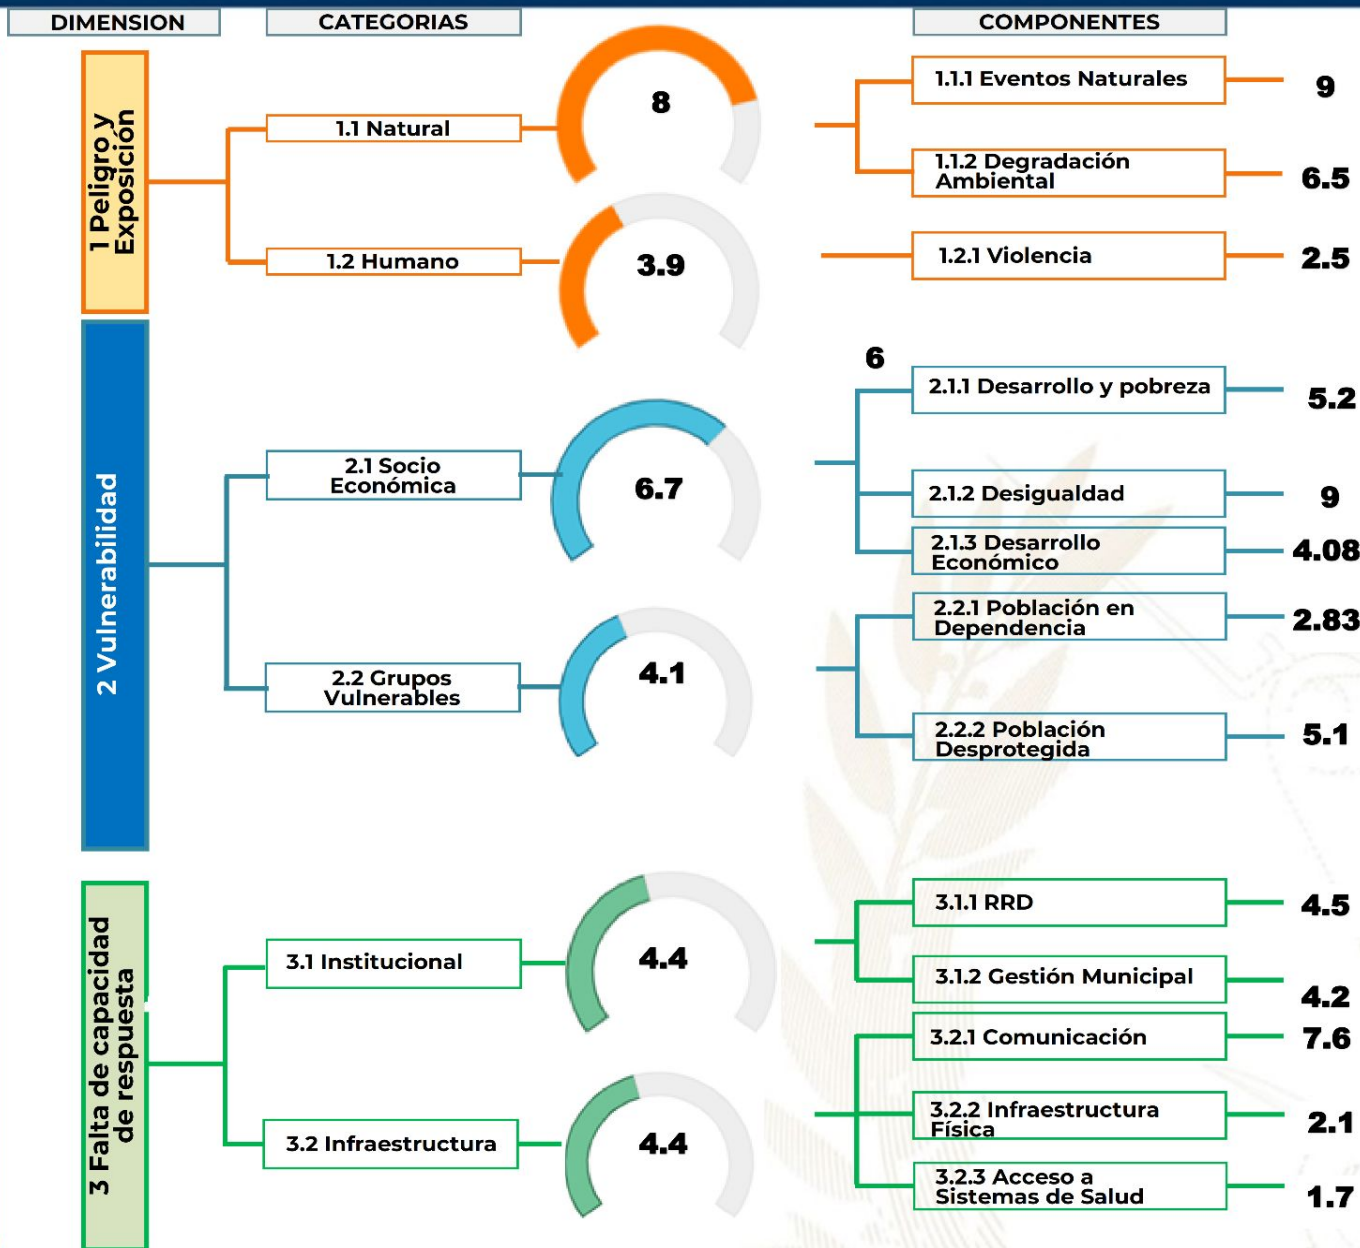 DIMENSION
CATEGORIAS
COMPONENTES
1 Peligro y
Exposición
1.1 Natural
8
1.1.1 Eventos Naturales
9
1.1.2 Degradación
Ambiental
6.5
1.2 Humano
3.9
1.2.1 Violencia
2.5
2 Vulnerabilidad
2.1 Socio
Económica
6.7
6
2.1.1 Desarrollo y pobreza
5.2
2.1.2 Desigualdad
9
2.1.3 Desarrollo
Económico
4.08
2.2 Grupos
Vulnerables
4.1
2.2.1 Población en
Dependencia
2.83
2.2.2 Población
Desprotegida
5.1
3 Falta de capacidad
de respuesta
3.1 Institucional
4.4
3.1.1 RRD
4.5
3.1.2 Gestión Municipal
4.2
3.2 Infraestructura
4.4
3.2.1 Comunicación
7.6
3.2.2 Infraestructura
Física
2.1
3.2.3 Acceso a
Sistemas de Salud
1.7